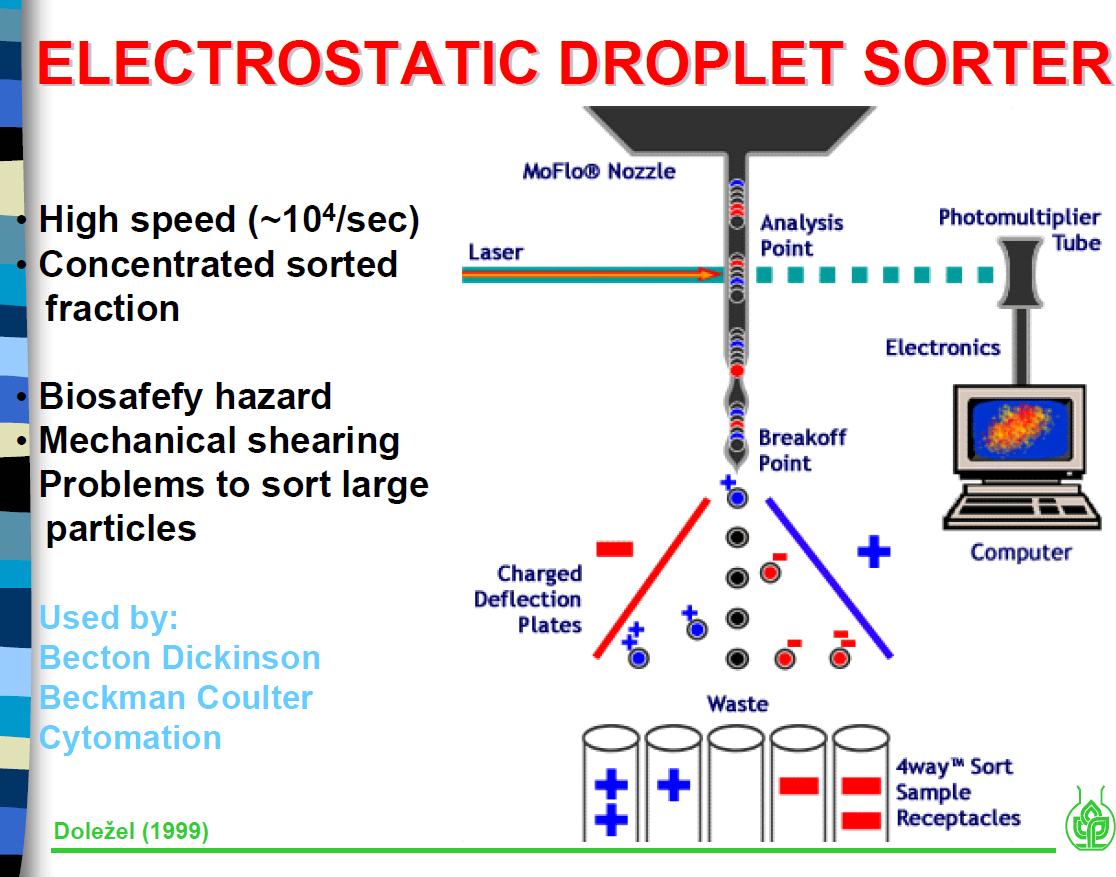 ELECTROSTATIC DROPLET SORTER
• High speed (~10⁴/sec)
• Concentrated sorted
fraction
• Biosafefy hazard
• Mechanical shearing
Problems to sort large
particles
Used by:
Becton Dickinson
Beckman Coulter
Cytomation
Doležel (1999)
MoFlo® Nozzle
Laser
Analysis
Point
Photomultiplier
Tube
Electronics
Breakoff
Point
Computer
+
−
+
Charged
Deflection
Plates
−
+
+
+
−
−
−
Waste
+
+
−
−
+
−
4way™ Sort
Sample
Receptacles